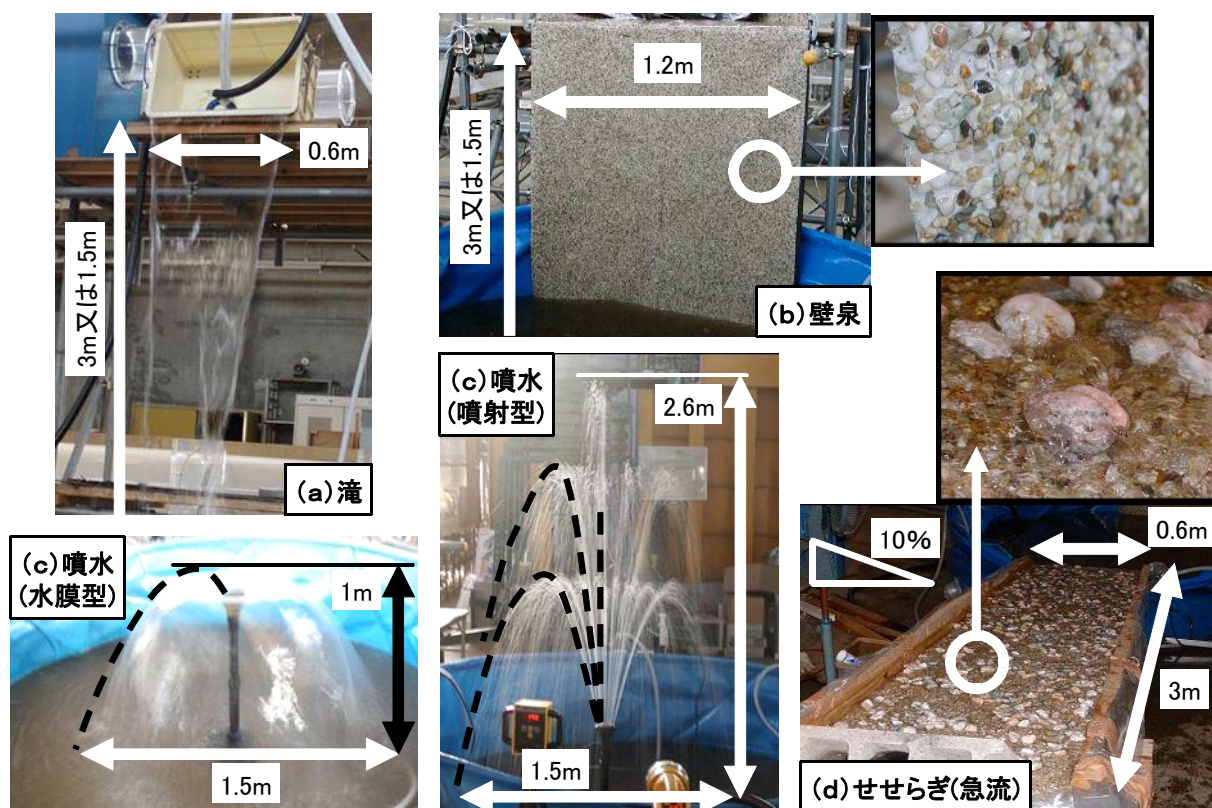 0.6m
3m又は1.5m
(a)滝
1.2m
3m又は1.5m
(b)壁泉
(c)噴水
(水膜型)
1m
1.5m
(c)噴水
(噴射型)
2.6m
1.5m
10%
0.6m
3m
(d)せせらぎ(急流)